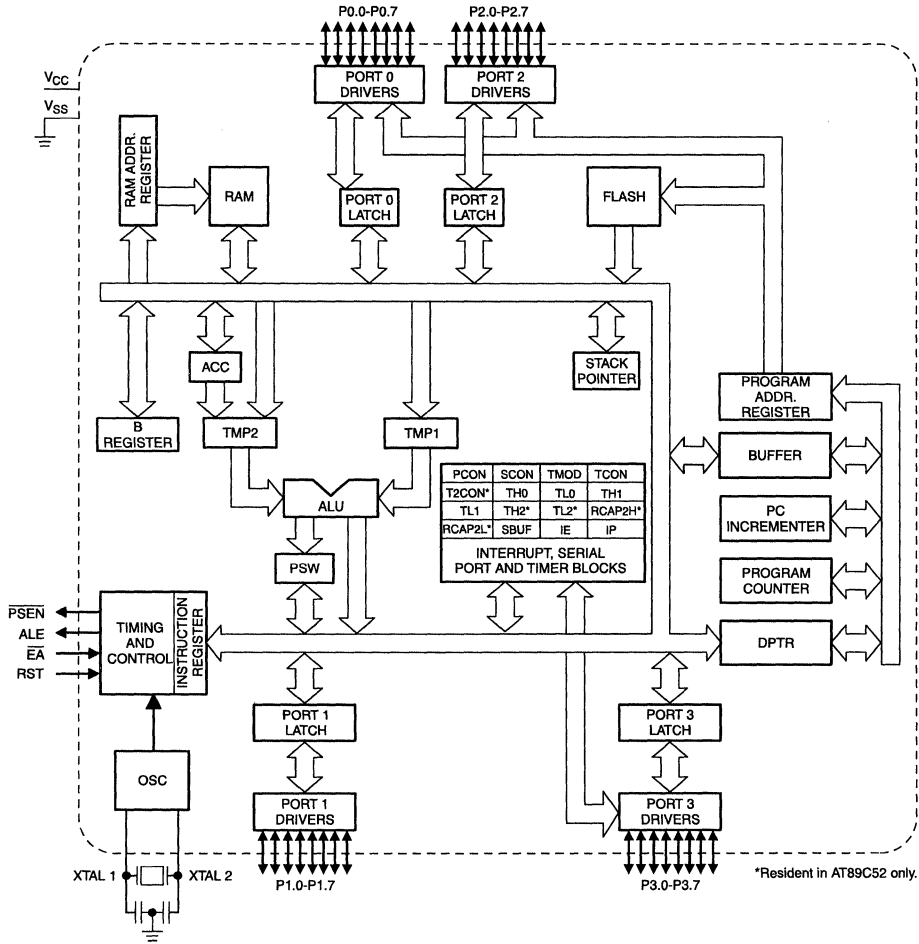 P0.0-P0.7
P2.0-P2.7
VCC
VSS
PORT 0
DRIVERS
PORT 2
DRIVERS
RAM ADDR.
REGISTER
RAM
PORT 0
LATCH
PORT 2
LATCH
FLASH
ACC
STACK
POINTER
PROGRAM
ADDR.
REGISTER
B
REGISTER
TMP2
TMP1
BUFFER
ALU
PCON SCON TMOD TCON
T2CON* TH0 TL0 TH1
TL1 TH2* TL2* RCAP2H*
RCAP2L* SBUF IE IP
INTERRUPT, SERIAL
PORT AND TIMER BLOCKS
PC
INCREMENTER
PSW
PROGRAM
COUNTER
PSEN
ALE
EA
RST
TIMING
AND
CONTROL
INSTRUCTION
REGISTER
DPTR
PORT 1
LATCH
PORT 3
LATCH
OSC
PORT 1
DRIVERS
PORT 3
DRIVERS
XTAL 1
XTAL 2
P1.0-P1.7
P3.0-P3.7
*Resident in AT89C52 only.